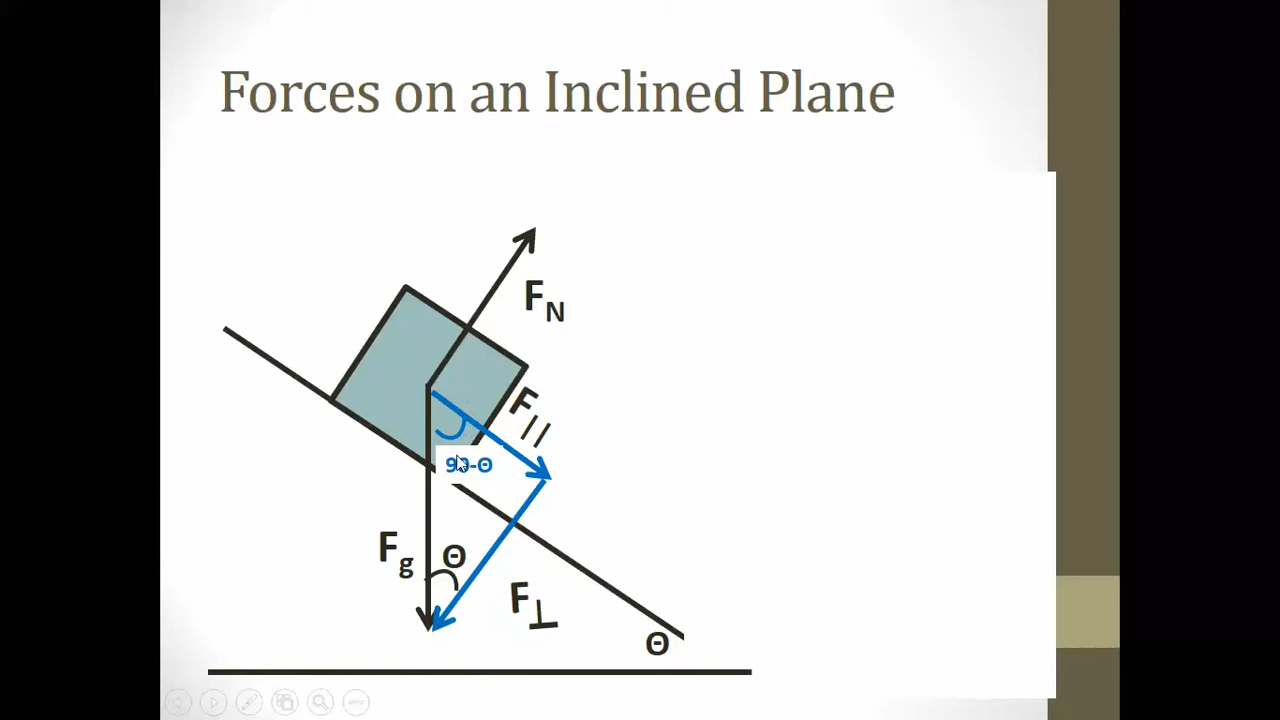 Forces on an Inclined Plane
F_N
F_//
90-Θ
F_g
Θ
F_⊥
Θ